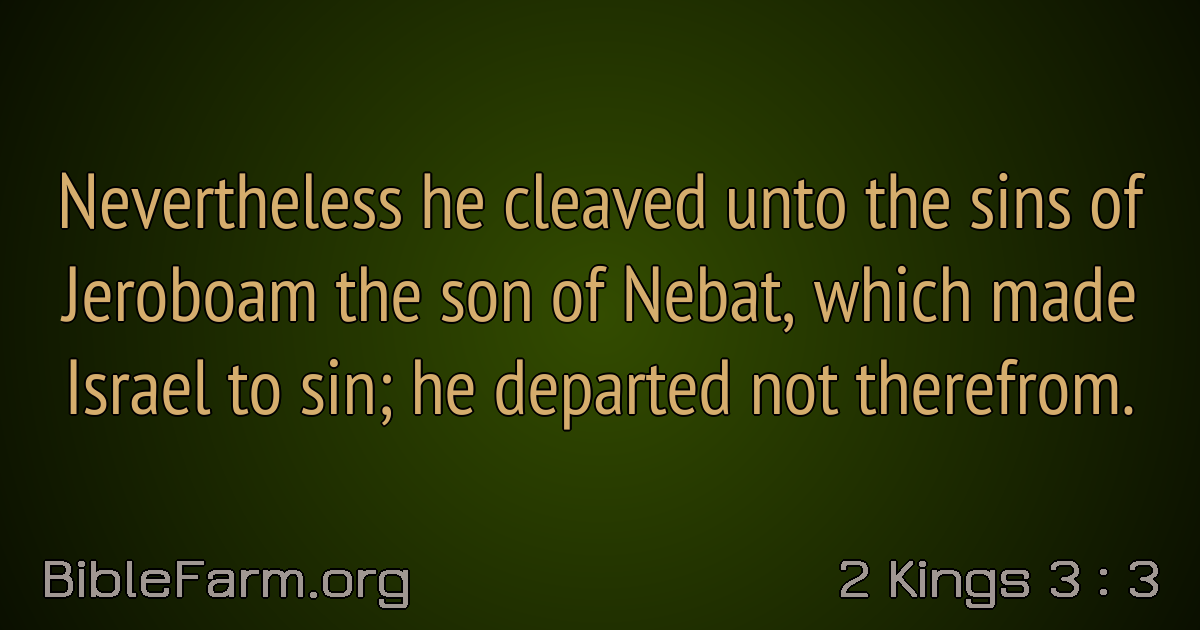 Nevertheless he cleaved unto the sins of
Jeroboam the son of Nebat, which made
Israel to sin; he departed not therefrom.
BibleFarm.org
2 Kings 3 : 3